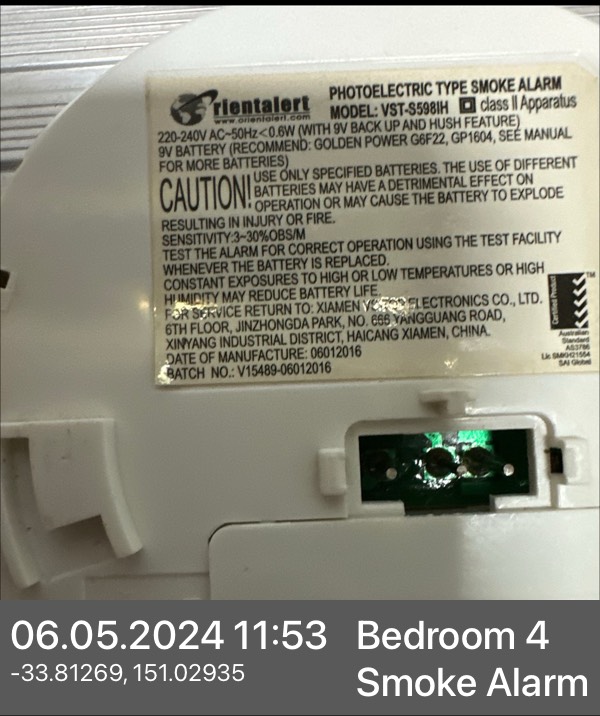 rientalert
www.orientalert.com
PHOTOELECTRIC TYPE SMOKE ALARM
MODEL: VST-S598IH class II Apparatus
220-240V AC~50Hz<0.6W (WITH 9V BACK UP AND HUSH FEATURE)
9V BATTERY (RECOMMEND: GOLDEN POWER G6F22, GP1604, SEE MANUAL
FOR MORE BATTERIES)
CAUTION! USE ONLY SPECIFIED BATTERIES. THE USE OF DIFFERENT
BATTERIES MAY HAVE A DETRIMENTAL EFFECT ON
OPERATION OR MAY CAUSE THE BATTERY TO EXPLODE
RESULTING IN INJURY OR FIRE.
SENSITIVITY:3~30%OBS/M
TEST THE ALARM FOR CORRECT OPERATION USING THE TEST FACILITY
WHENEVER THE BATTERY IS REPLACED.
CONSTANT EXPOSURES TO HIGH OR LOW TEMPERATURES OR HIGH
HUMIDITY MAY REDUCE BATTERY LIFE.
FOR SERVICE RETURN TO: XIAMEN ELECTRONICS CO., LTD.
6TH FLOOR, JINZHONGDA PARK, NO. 666 YANGGUANG ROAD,
XINYANG INDUSTRIAL DISTRICT, HAICANG XIAMEN, CHINA.
DATE OF MANUFACTURE: 06012016
BATCH NO.: V15489-06012016
Certified Product
TM
Australian
Standard
AS3786
SAI Global
06.05.2024 11:53
-33.81269, 151.02935
Bedroom 4
Smoke Alarm